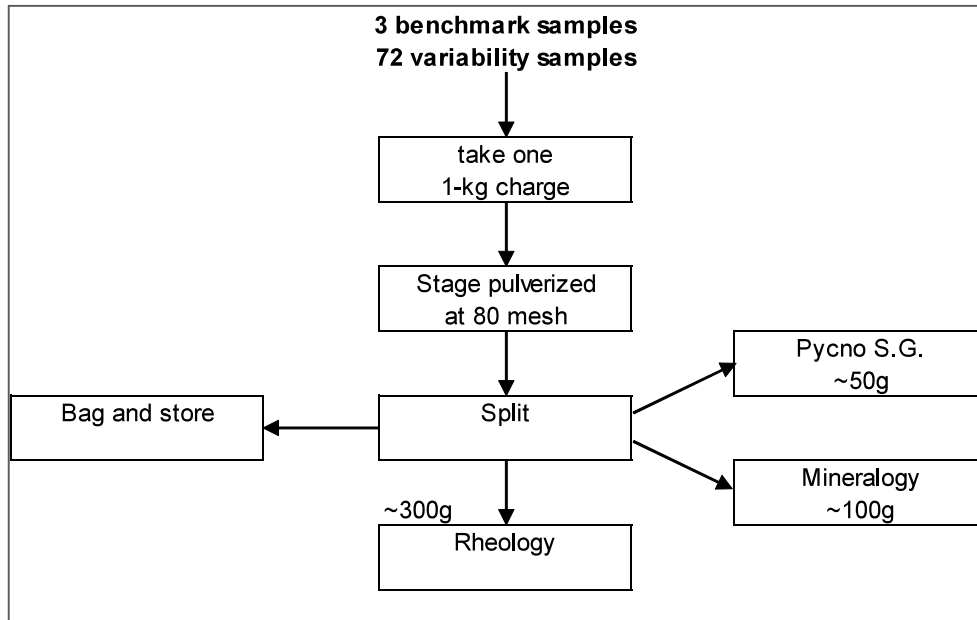 3 benchmark samples
72 variability samples
take one
1-kg charge
Stage pulverized
at 80 mesh
Pycno S.G.
~50g
Bag and store
Split
Mineralogy
~100g
~300g
Rheology